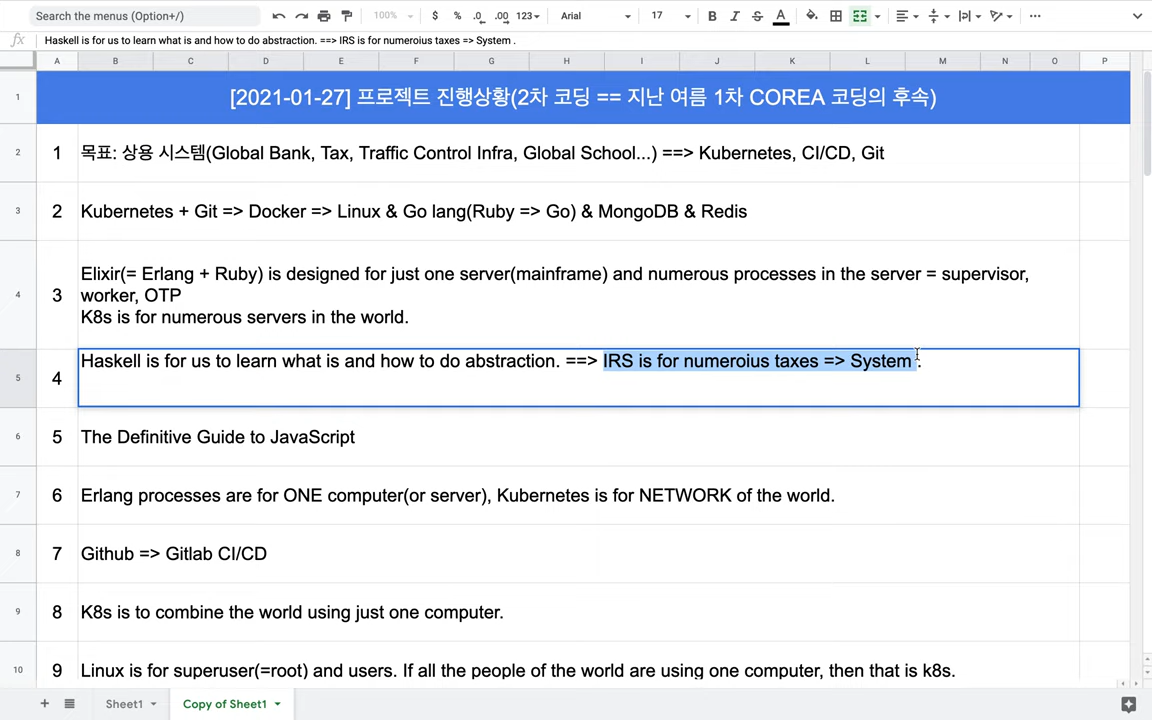 Search the menus (Option+/)
100%
$ % .0 .00 123
Arial
17
B I S A
fx Haskell is for us to learn what is and how to do abstraction. ==> IRS is for numeroius taxes => System .
A B C D E F G H I J K L M N O P
1 [2021-01-27] 프로젝트 진행상황(2차 코딩 == 지난 여름 1차 COREA 코딩의 후속)
2 1 목표: 상용 시스템(Global Bank, Tax, Traffic Control Infra, Global School...) ==> Kubernetes, CI/CD, Git
3 2 Kubernetes + Git => Docker => Linux & Go lang(Ruby => Go) & MongoDB & Redis
4 3 Elixir(= Erlang + Ruby) is designed for just one server(mainframe) and numerous processes in the server = supervisor,
worker, OTP
K8s is for numerous servers in the world.
5 4 Haskell is for us to learn what is and how to do abstraction. ==> IRS is for numeroius taxes => System .
6 5 The Definitive Guide to JavaScript
7 6 Erlang processes are for ONE computer(or server), Kubernetes is for NETWORK of the world.
8 7 Github => Gitlab CI/CD
9 8 K8s is to combine the world using just one computer.
10 9 Linux is for superuser(=root) and users. If all the people of the world are using one computer, then that is k8s.
Sheet1
Copy of Sheet1